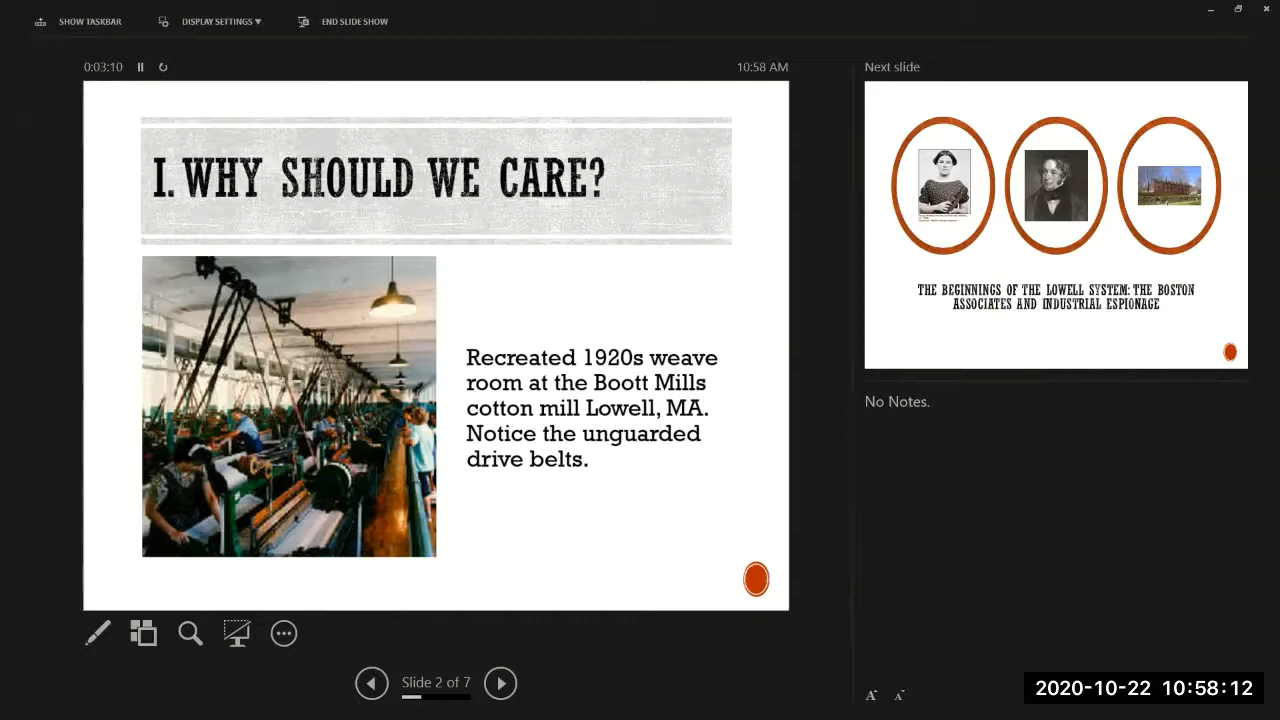 SHOW TASKBAR
DISPLAY SETTINGS ▼
END SLIDE SHOW
0:03:10
10:58 AM
I. WHY SHOULD WE CARE?
Recreated 1920s weave
room at the Boott Mills
cotton mill Lowell, MA.
Notice the unguarded
drive belts.
Slide 2 of 7
Next slide
THE BEGINNINGS OF THE LOWELL SYSTEM: THE BOSTON
ASSOCIATES AND INDUSTRIAL ESPIONAGE
No Notes.
A A
2020-10-22 10:58:12